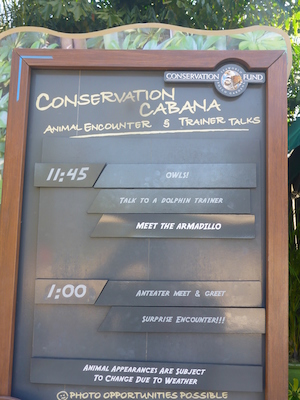 CONSERVATION FUND
CONSERVATION
CABANA
ANIMAL ENCOUNTER & TRAINER TALKS
11:45 OWLS!
TALK TO A DOLPHIN TRAINER
MEET THE ARMADILLO
1:00 ANTEATER MEET & GREET
SURPRISE ENCOUNTER!!!
ANIMAL APPEARANCES ARE SUBJECT
TO CHANGE DUE TO WEATHER
PHOTO OPPORTUNITIES POSSIBLE